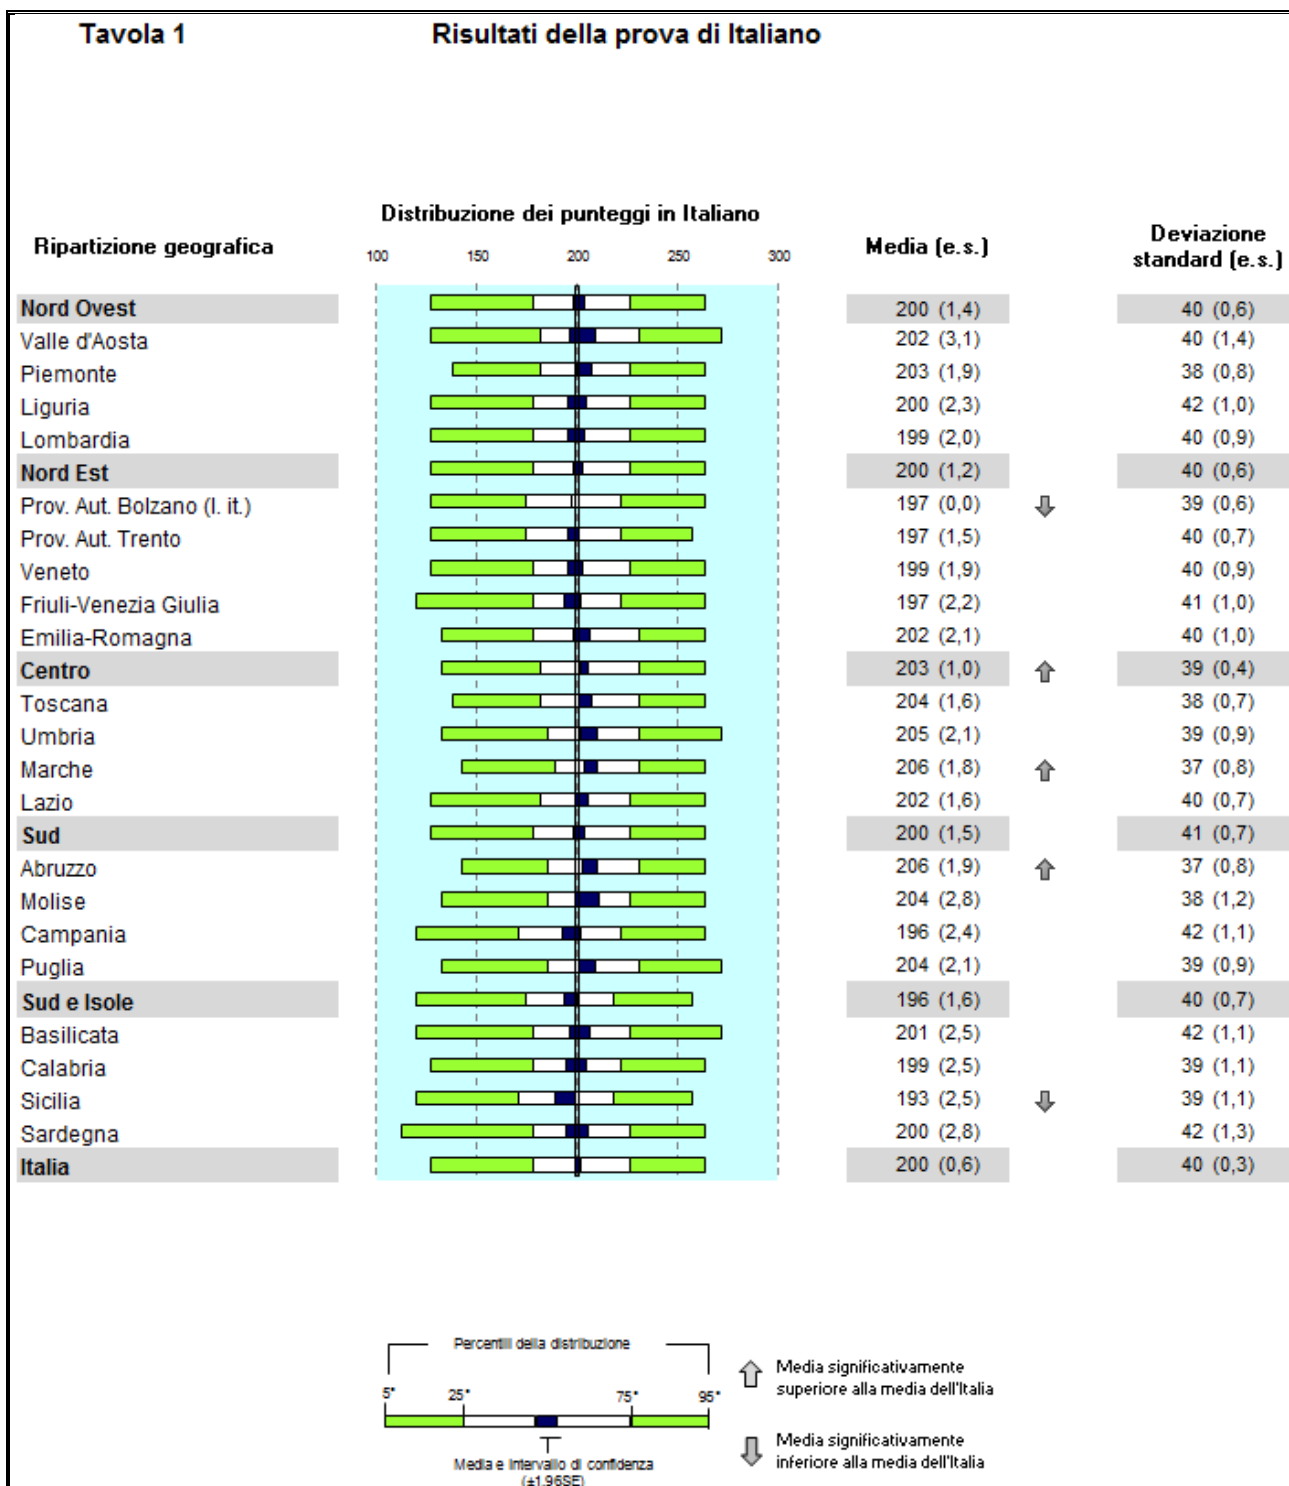 Tavola 1 Risultati della prova di Italiano
Distribuzione dei punteggi in Italiano
Ripartizione geografica 100 150 200 250 300 Media (e.s.) Deviazione standard (e.s.)
Nord Ovest 200 (1,4) 40 (0,6)
Valle d'Aosta 202 (3,1) 40 (1,4)
Piemonte 203 (1,9) 38 (0,8)
Liguria 200 (2,3) 42 (1,0)
Lombardia 199 (2,0) 40 (0,9)
Nord Est 200 (1,2) 40 (0,6)
Prov. Aut. Bolzano (l. it.) 197 (0,0) 39 (0,6)
Prov. Aut. Trento 197 (1,5) 40 (0,7)
Veneto 199 (1,9) 40 (0,9)
Friuli-Venezia Giulia 197 (2,2) 41 (1,0)
Emilia-Romagna 202 (2,1) 40 (1,0)
Centro 203 (1,0) 39 (0,4)
Toscana 204 (1,6) 38 (0,7)
Umbria 205 (2,1) 39 (0,9)
Marche 206 (1,8) 37 (0,8)
Lazio 202 (1,6) 40 (0,7)
Sud 200 (1,5) 41 (0,7)
Abruzzo 206 (1,9) 37 (0,8)
Molise 204 (2,8) 38 (1,2)
Campania 196 (2,4) 42 (1,1)
Puglia 204 (2,1) 39 (0,9)
Sud e Isole 196 (1,6) 40 (0,7)
Basilicata 201 (2,5) 42 (1,1)
Calabria 199 (2,5) 39 (1,1)
Sicilia 193 (2,5) 39 (1,1)
Sardegna 200 (2,8) 42 (1,3)
Italia 200 (0,6) 40 (0,3)
Percentili della distribuzione
5° 25° 75° 95°
Media e intervallo di confidenza
(±1.96SE)
Media significativamente
superiore alla media dell'Italia
Media significativamente
inferiore alla media dell'Italia